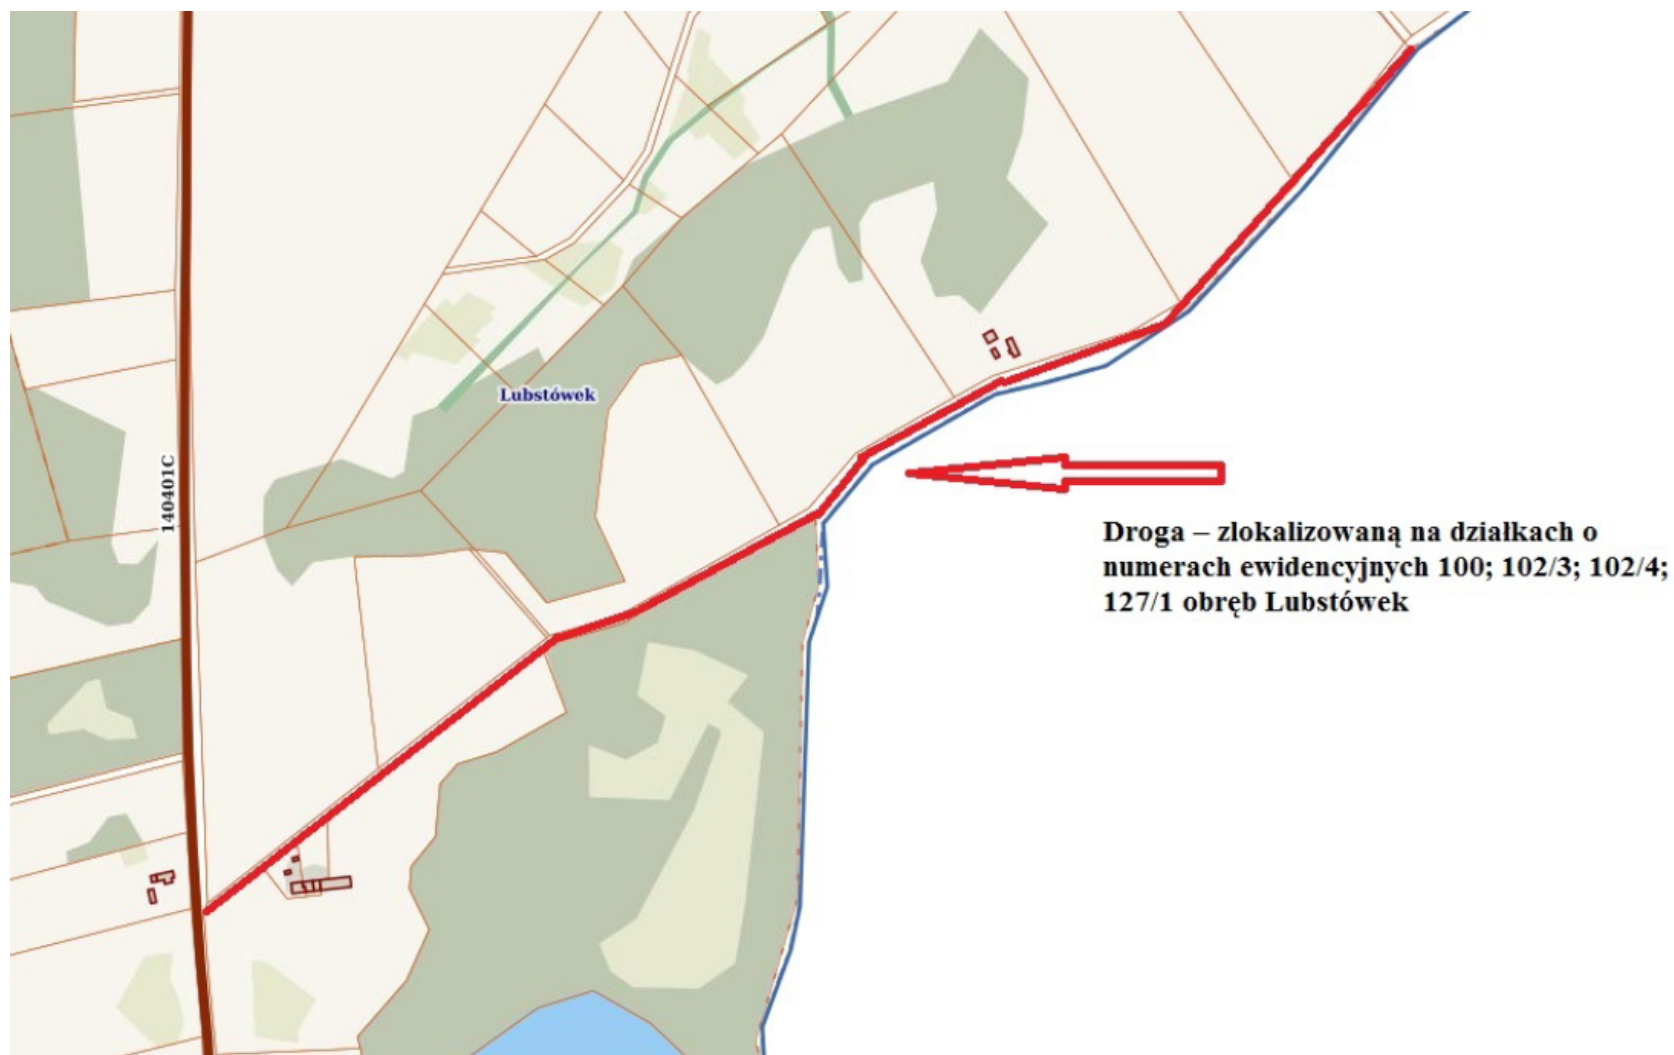 Lubstówek
140401C
Droga – zlokalizowaną na działkach o
numerach ewidencyjnych 100; 102/3; 102/4;
127/1 obręb Lubstówek